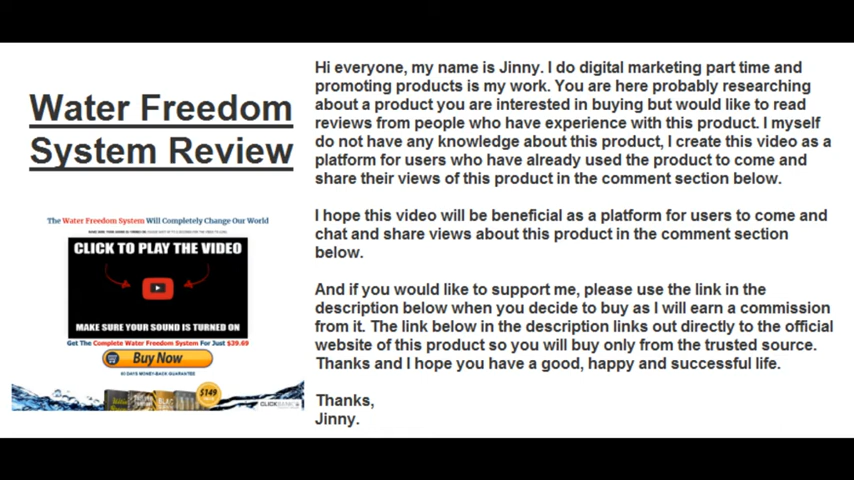 Water Freedom
System Review
The Water Freedom System Will Completely Change Our World
CLICK TO PLAY THE VIDEO
MAKE SURE YOUR SOUND IS TURNED ON
Get The Complete Water Freedom System For Just $39.69
Buy Now
60 DAYS MONEY-BACK GUARANTEE
$149
CLICKBANK
Hi everyone, my name is Jinny. I do digital marketing part time and
promoting products is my work. You are here probably researching
about a product you are interested in buying but would like to read
reviews from people who have experience with this product. I myself
do not have any knowledge about this product, I create this video as a
platform for users who have already used the product to come and
share their views of this product in the comment section below.
I hope this video will be beneficial as a platform for users to come and
chat and share views about this product in the comment section
below.
And if you would like to support me, please use the link in the
description below when you decide to buy as I will earn a commission
from it. The link below in the description links out directly to the official
website of this product so you will buy only from the trusted source.
Thanks and I hope you have a good, happy and successful life.
Thanks,
Jinny.